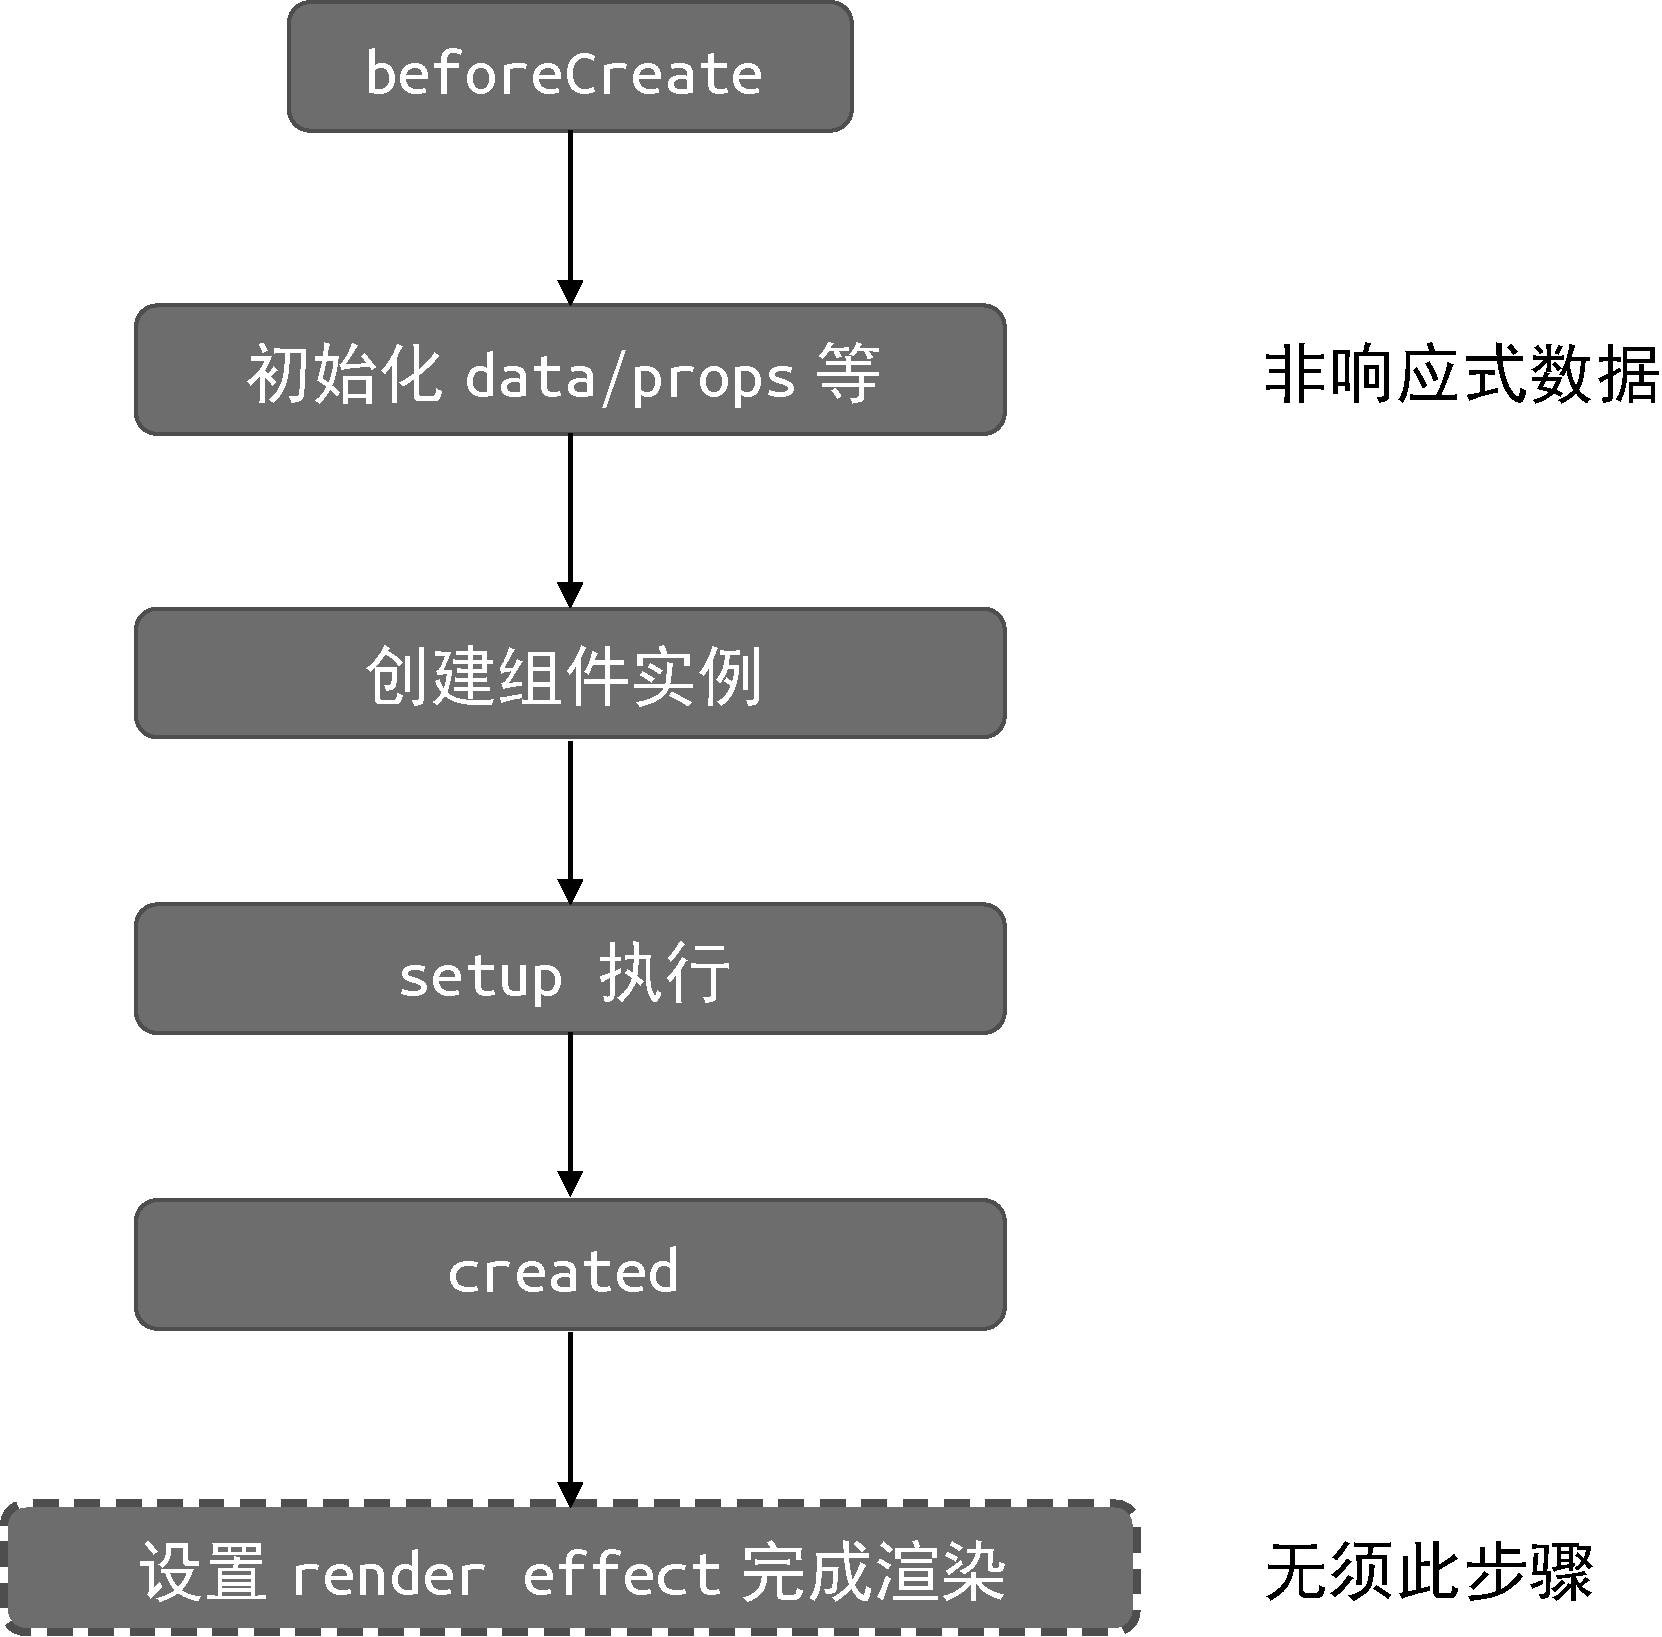 beforeCreate
初始化 data/props 等
非响应式数据
创建组件实例
setup 执行
created
设置 render effect 完成渲染
无须此步骤